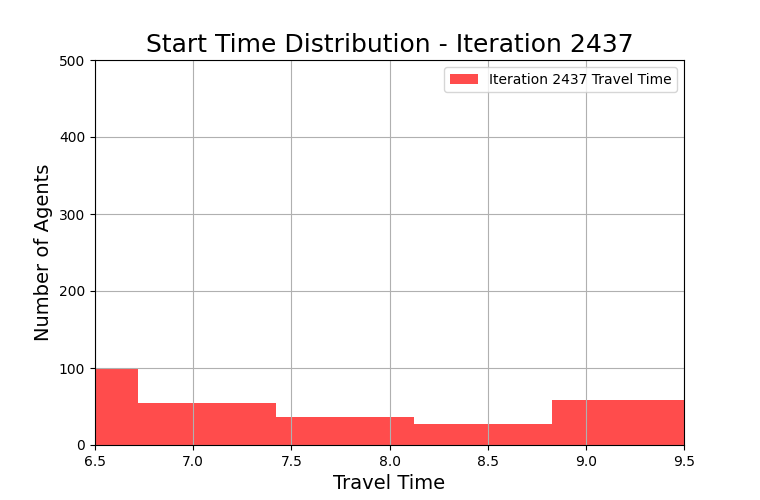 Start Time Distribution - Iteration 2437
Iteration 2437 Travel Time
Number of Agents
500
400
300
200
100
0
6.5 7.0 7.5 8.0 8.5 9.0 9.5
Travel Time